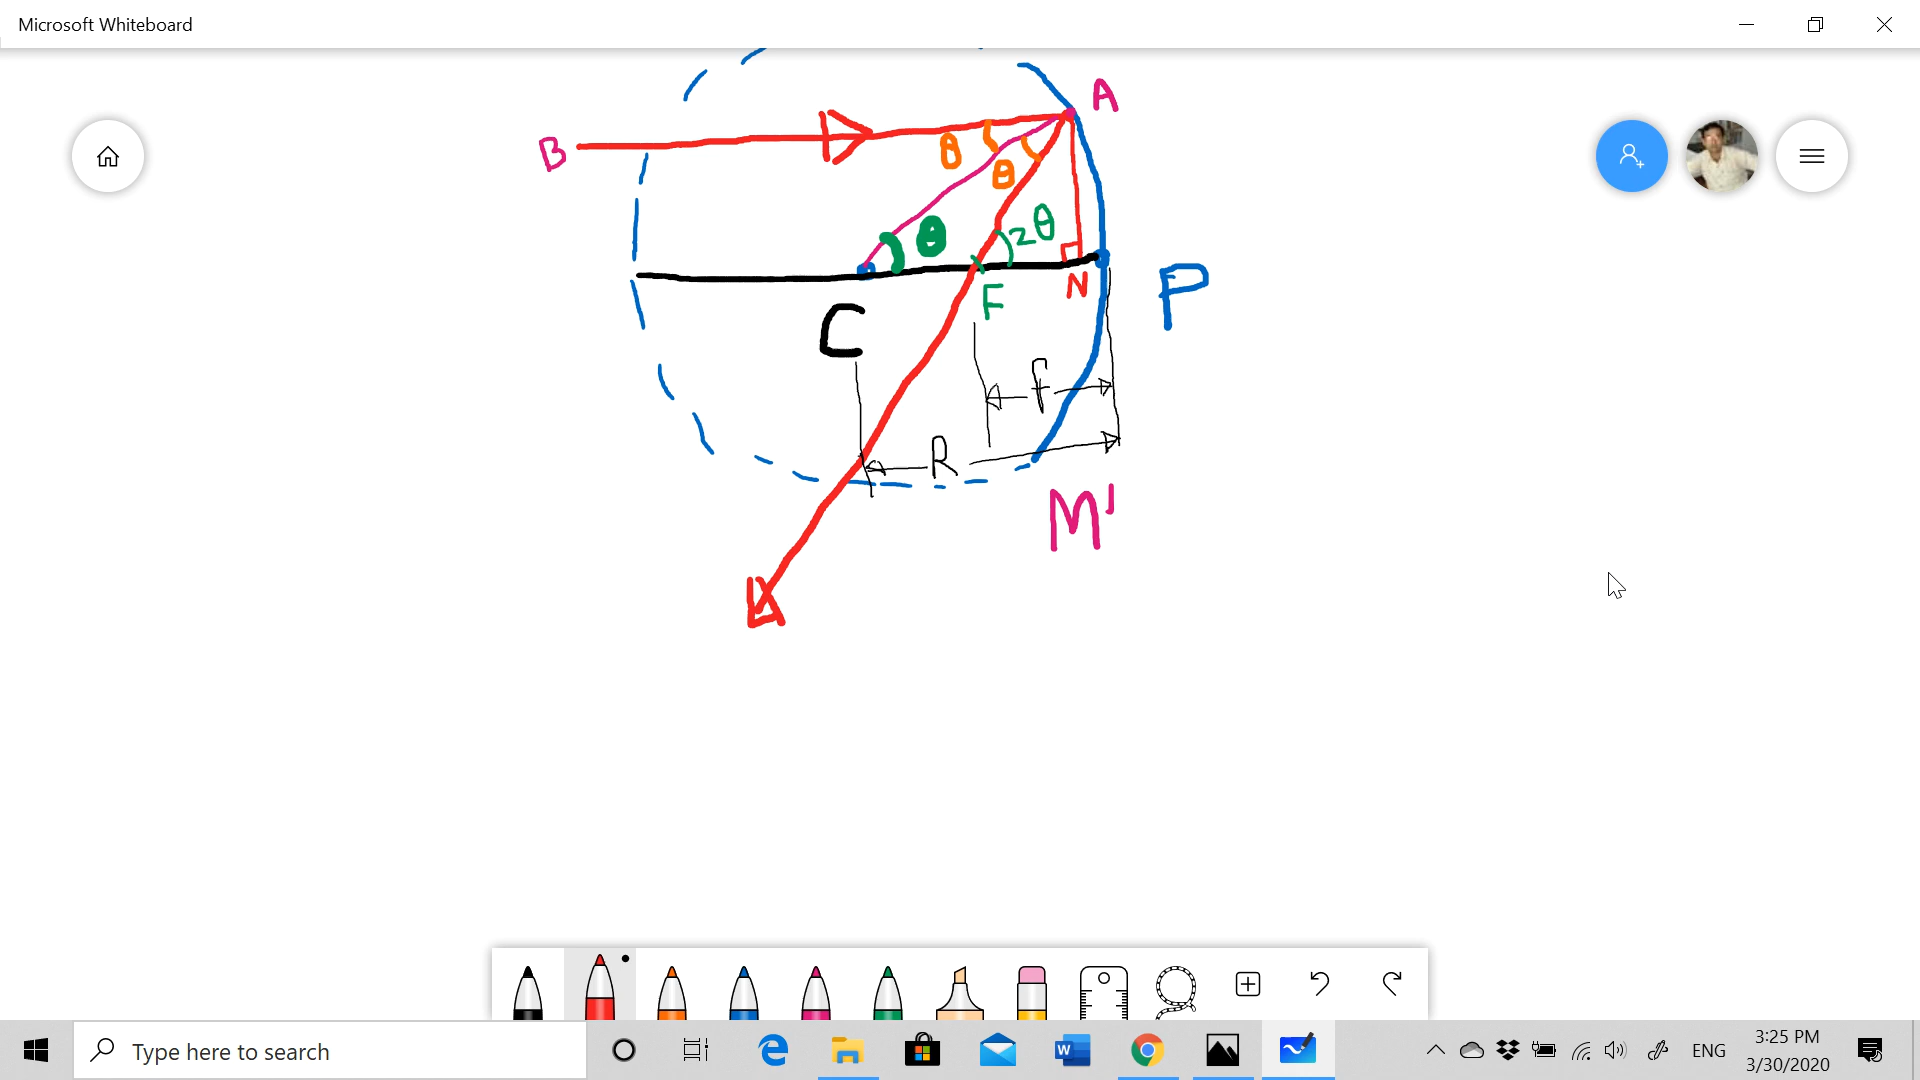 Microsoft Whiteboard
A
B
θ
θ
θ
2θ
F
N
P
C
f
R
M'
Type here to search
W
ENG
3:25 PM
3/30/2020